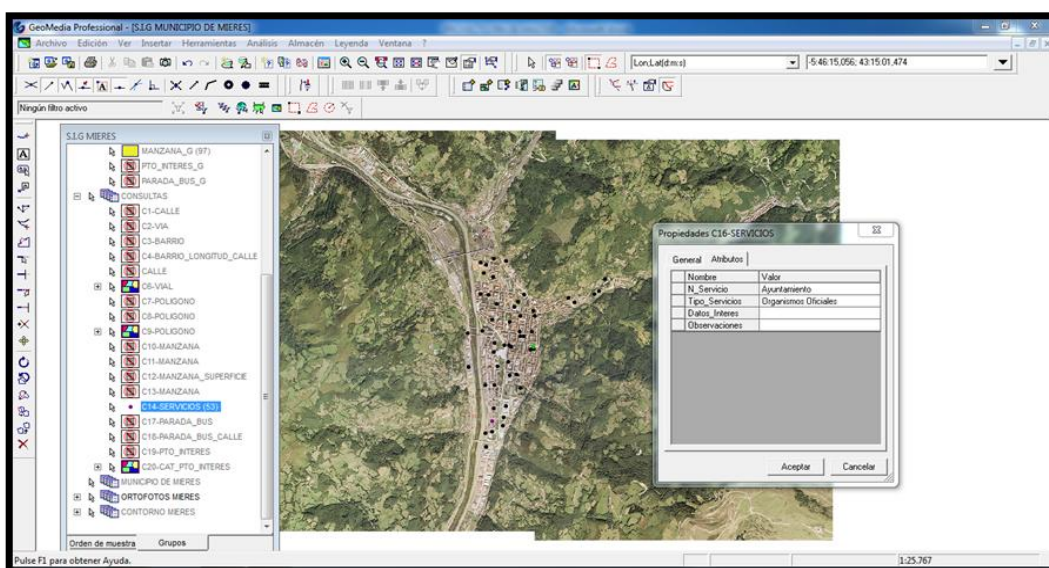 GeoMedia Professional - [S.I.G MUNICIPIO DE MIERES]
Archivo Edición Ver Insertar Herramientas Análisis Almacén Leyenda Ventana ?
Lon,Lat(d:m:s) -5:46:15,056; 43:15:01,474
Ningún filtro activo
S.I.G MIERES
MANZANA_G (97)
PTO_INTERES_G
PARADA_BUS_G
CONSULTAS
C1-CALLE
C2-VIA
C3-BARRIO
C4-BARRIO_LONGITUD_CALLE
CALLE
C6-VIAL
C7-POLIGONO
C8-POLIGONO
C9-POLIGONO
C10-MANZANA
C11-MANZANA
C12-MANZANA_SUPERFICIE
C13-MANZANA
C14-SERVICIOS (53)
C17-PARADA_BUS
C18-PARADA_BUS_CALLE
C19-PTO_INTERES
C20-CAT_PTO_INTERES
MUNICIPIO DE MIERES
ORTOFOTOS MIERES
CONTORNO MIERES
Orden de muestra Grupos
Propiedades C16-SERVICIOS
General Atributos
Nombre Valor
N_Servicio Ayuntamiento
Tipo_Servicios Organismos Oficiales
Datos_Interes
Observaciones
Aceptar Cancelar
Pulse F1 para obtener Ayuda.
1:25.767